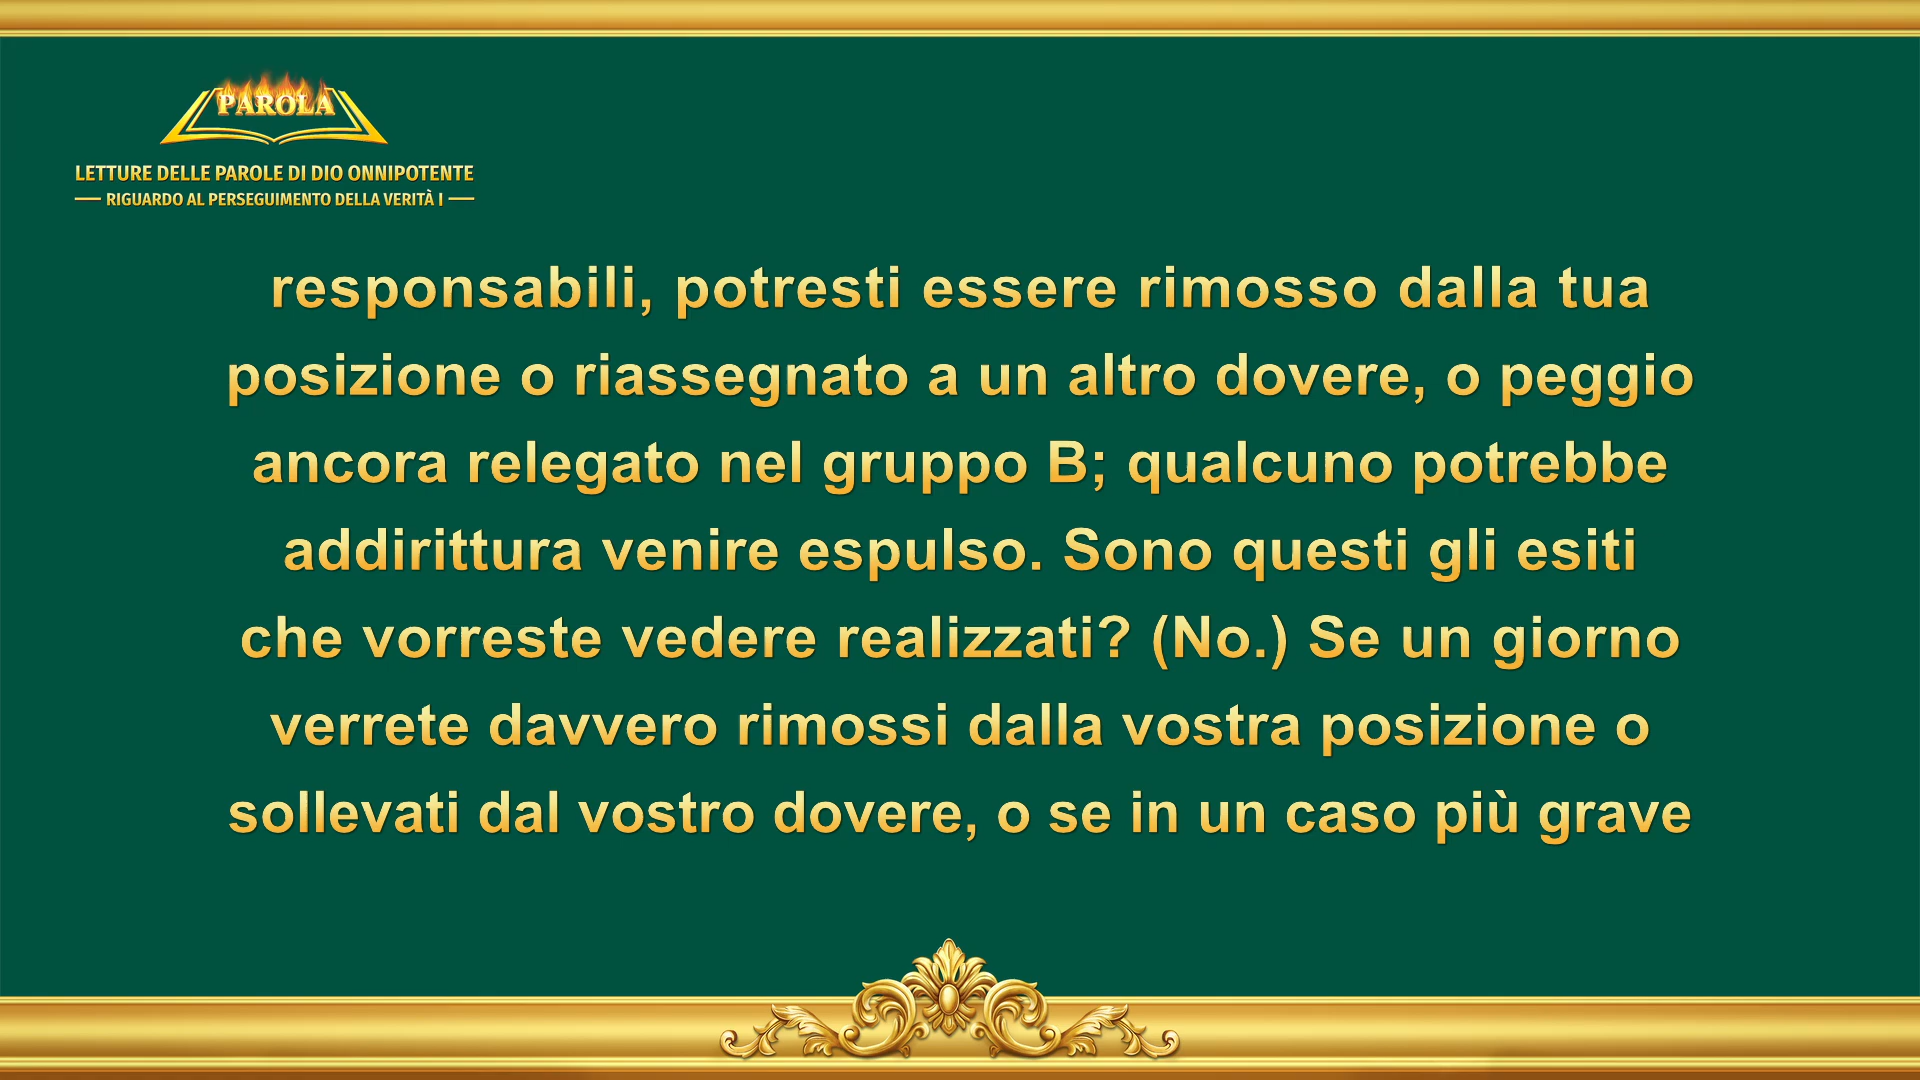 PAROLA
LETTURE DELLE PAROLE DI DIO ONNIPOTENTE
RIGUARDO AL PERSEGUIMENTO DELLA VERITÀ I
responsabili, potresti essere rimosso dalla tua
posizione o riassegnato a un altro dovere, o peggio
ancora relegato nel gruppo B; qualcuno potrebbe
addirittura venire espulso. Sono questi gli esiti
che vorreste vedere realizzati? (No.) Se un giorno
verrete davvero rimossi dalla vostra posizione o
sollevati dal vostro dovere, o se in un caso più grave